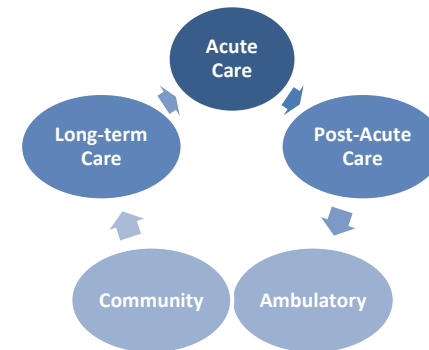 Acute
Care
Long-term
Care
Post-Acute
Care
Community
Ambulatory